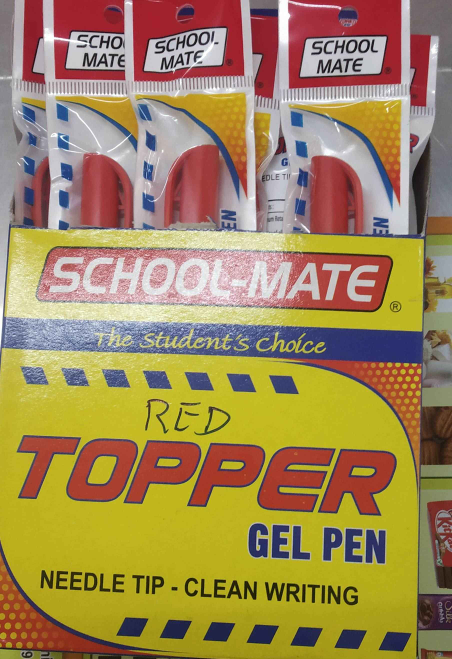 SCHOOL
MATE
SCHOOL
MATE
SCHOOL
MATE
SCHOOL-MATE
®
The Student's Choice
RED
TOPPER
GEL PEN
NEEDLE TIP - CLEAN WRITING